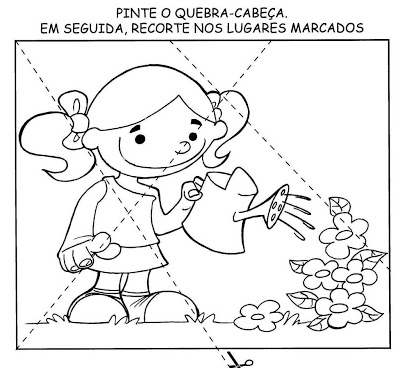 PINTE O QUEBRA-CABEÇA.
EM SEGUIDA, RECORTE NOS LUGARES MARCADOS